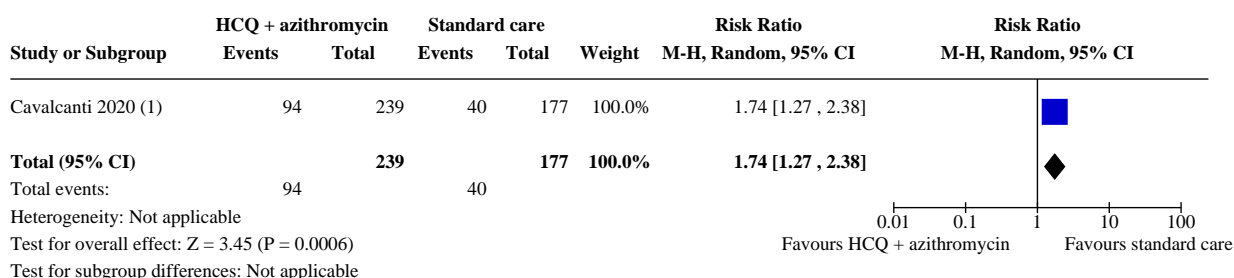 HCQ + azithromycin Standard care Risk Ratio Risk Ratio
Study or Subgroup Events Total Events Total Weight M-H, Random, 95% CI M-H, Random, 95% CI
Cavalcanti 2020 (1) 94 239 40 177 100.0% 1.74 [1.27 , 2.38]
Total (95% CI) 239 177 100.0% 1.74 [1.27 , 2.38]
Total events: 94 40
Heterogeneity: Not applicable
0.01 0.1 1 10 100
Test for overall effect: Z = 3.45 (P = 0.0006)
Favours HCQ + azithromycin Favours standard care
Test for subgroup differences: Not applicable